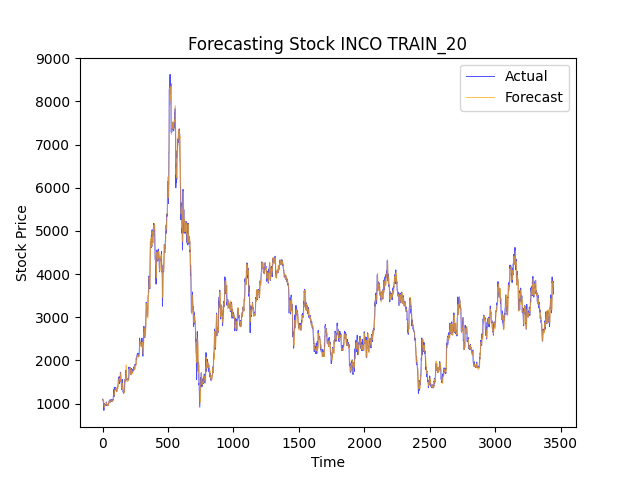 Forecasting Stock INCO TRAIN_20
Actual
Forecast
Stock Price
9000
8000
7000
6000
5000
4000
3000
2000
1000
0 500 1000 1500 2000 2500 3000 3500
Time